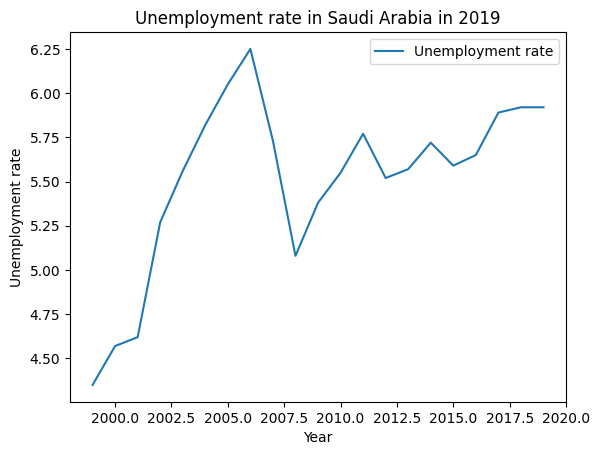 Unemployment rate in Saudi Arabia in 2019
Unemployment rate
6.25
6.00
5.75
5.50
5.25
5.00
4.75
4.50
Unemployment rate
2000.0 2002.5 2005.0 2007.5 2010.0 2012.5 2015.0 2017.5 2020.0
Year